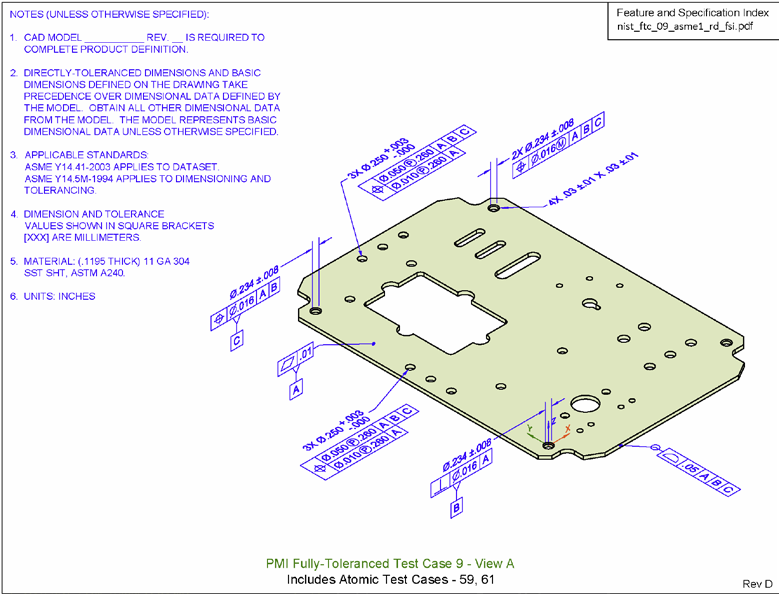 NOTES (UNLESS OTHERWISE SPECIFIED):
1. CAD MODEL ___________ REV. __ IS REQUIRED TO
COMPLETE PRODUCT DEFINITION.
2. DIRECTLY-TOLERANCED DIMENSIONS AND BASIC
DIMENSIONS DEFINED ON THE DRAWING TAKE
PRECEDENCE OVER DIMENSIONAL DATA DEFINED BY
THE MODEL. OBTAIN ALL OTHER DIMENSIONAL DATA
FROM THE MODEL. THE MODEL REPRESENTS BASIC
DIMENSIONAL DATA UNLESS OTHERWISE SPECIFIED.
3. APPLICABLE STANDARDS:
ASME Y14.41-2003 APPLIES TO DATASET.
ASME Y14.5M-1994 APPLIES TO DIMENSIONING AND
TOLERANCING.
4. DIMENSION AND TOLERANCE
VALUES SHOWN IN SQUARE BRACKETS
[XXX] ARE MILLIMETERS.
5. MATERIAL: (.1195 THICK) 11 GA 304
SST SHT, ASTM A240.
6. UNITS: INCHES
Feature and Specification Index
nist_ftc_09_asme1_rd_fsi.pdf
3X Ø.250 +.003
-.000
⌖ Ø.050 Ⓟ .260 A B C
Ø.010 Ⓟ .260 A
2X Ø.234 ±.008
⌖ Ø.016 Ⓜ A B C
4X .03 ±.01 X .03 ±.01
Ø.234 ±.008
⌖ Ø.016 A B
C
⏥ .01
A
3X Ø.250 +.003
-.000
⌖ Ø.050 Ⓟ .260 A B C
Ø.010 Ⓟ .260 A
Ø.234 ±.008
⟂ Ø.016 A
B
Z
Y
X
⌓ .05 A B C
PMI Fully-Toleranced Test Case 9 - View A
Includes Atomic Test Cases - 59, 61
Rev D